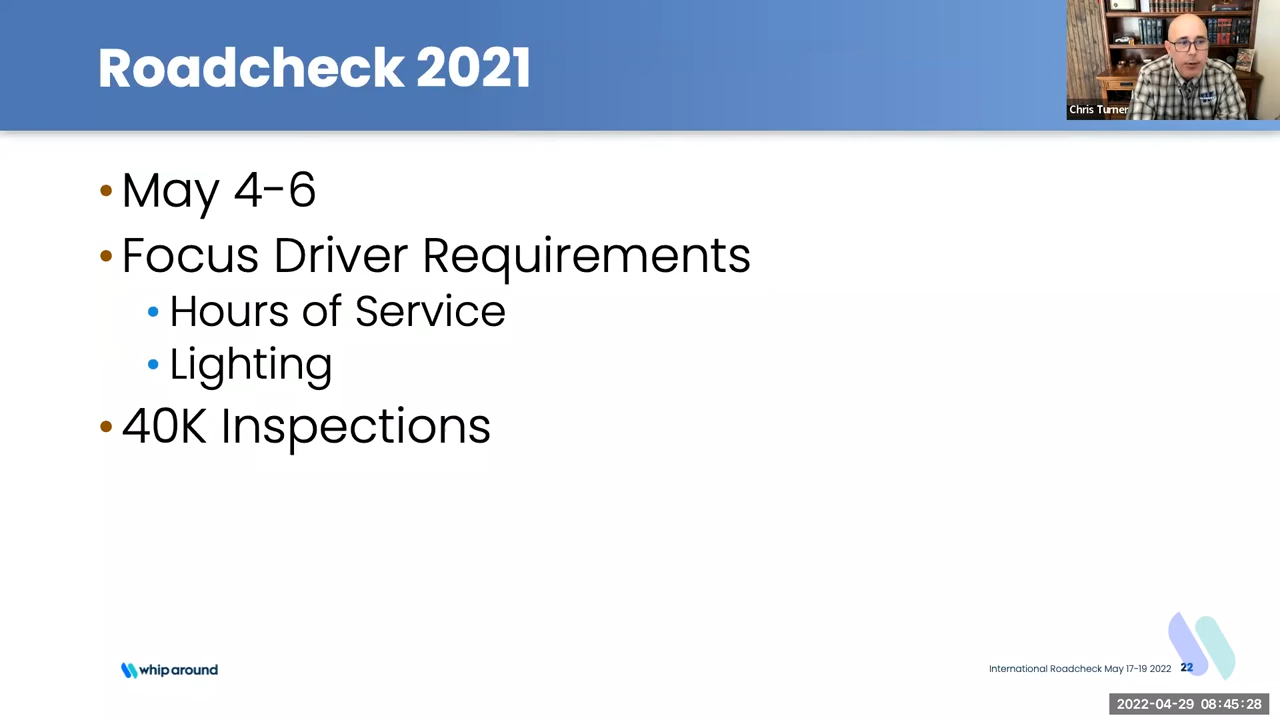 Roadcheck 2021
Chris Turner
•May 4-6
•Focus Driver Requirements
•Hours of Service
•Lighting
•40K Inspections
whip around
International Roadcheck May 17-19 2022 22
2022-04-29 08:45:28